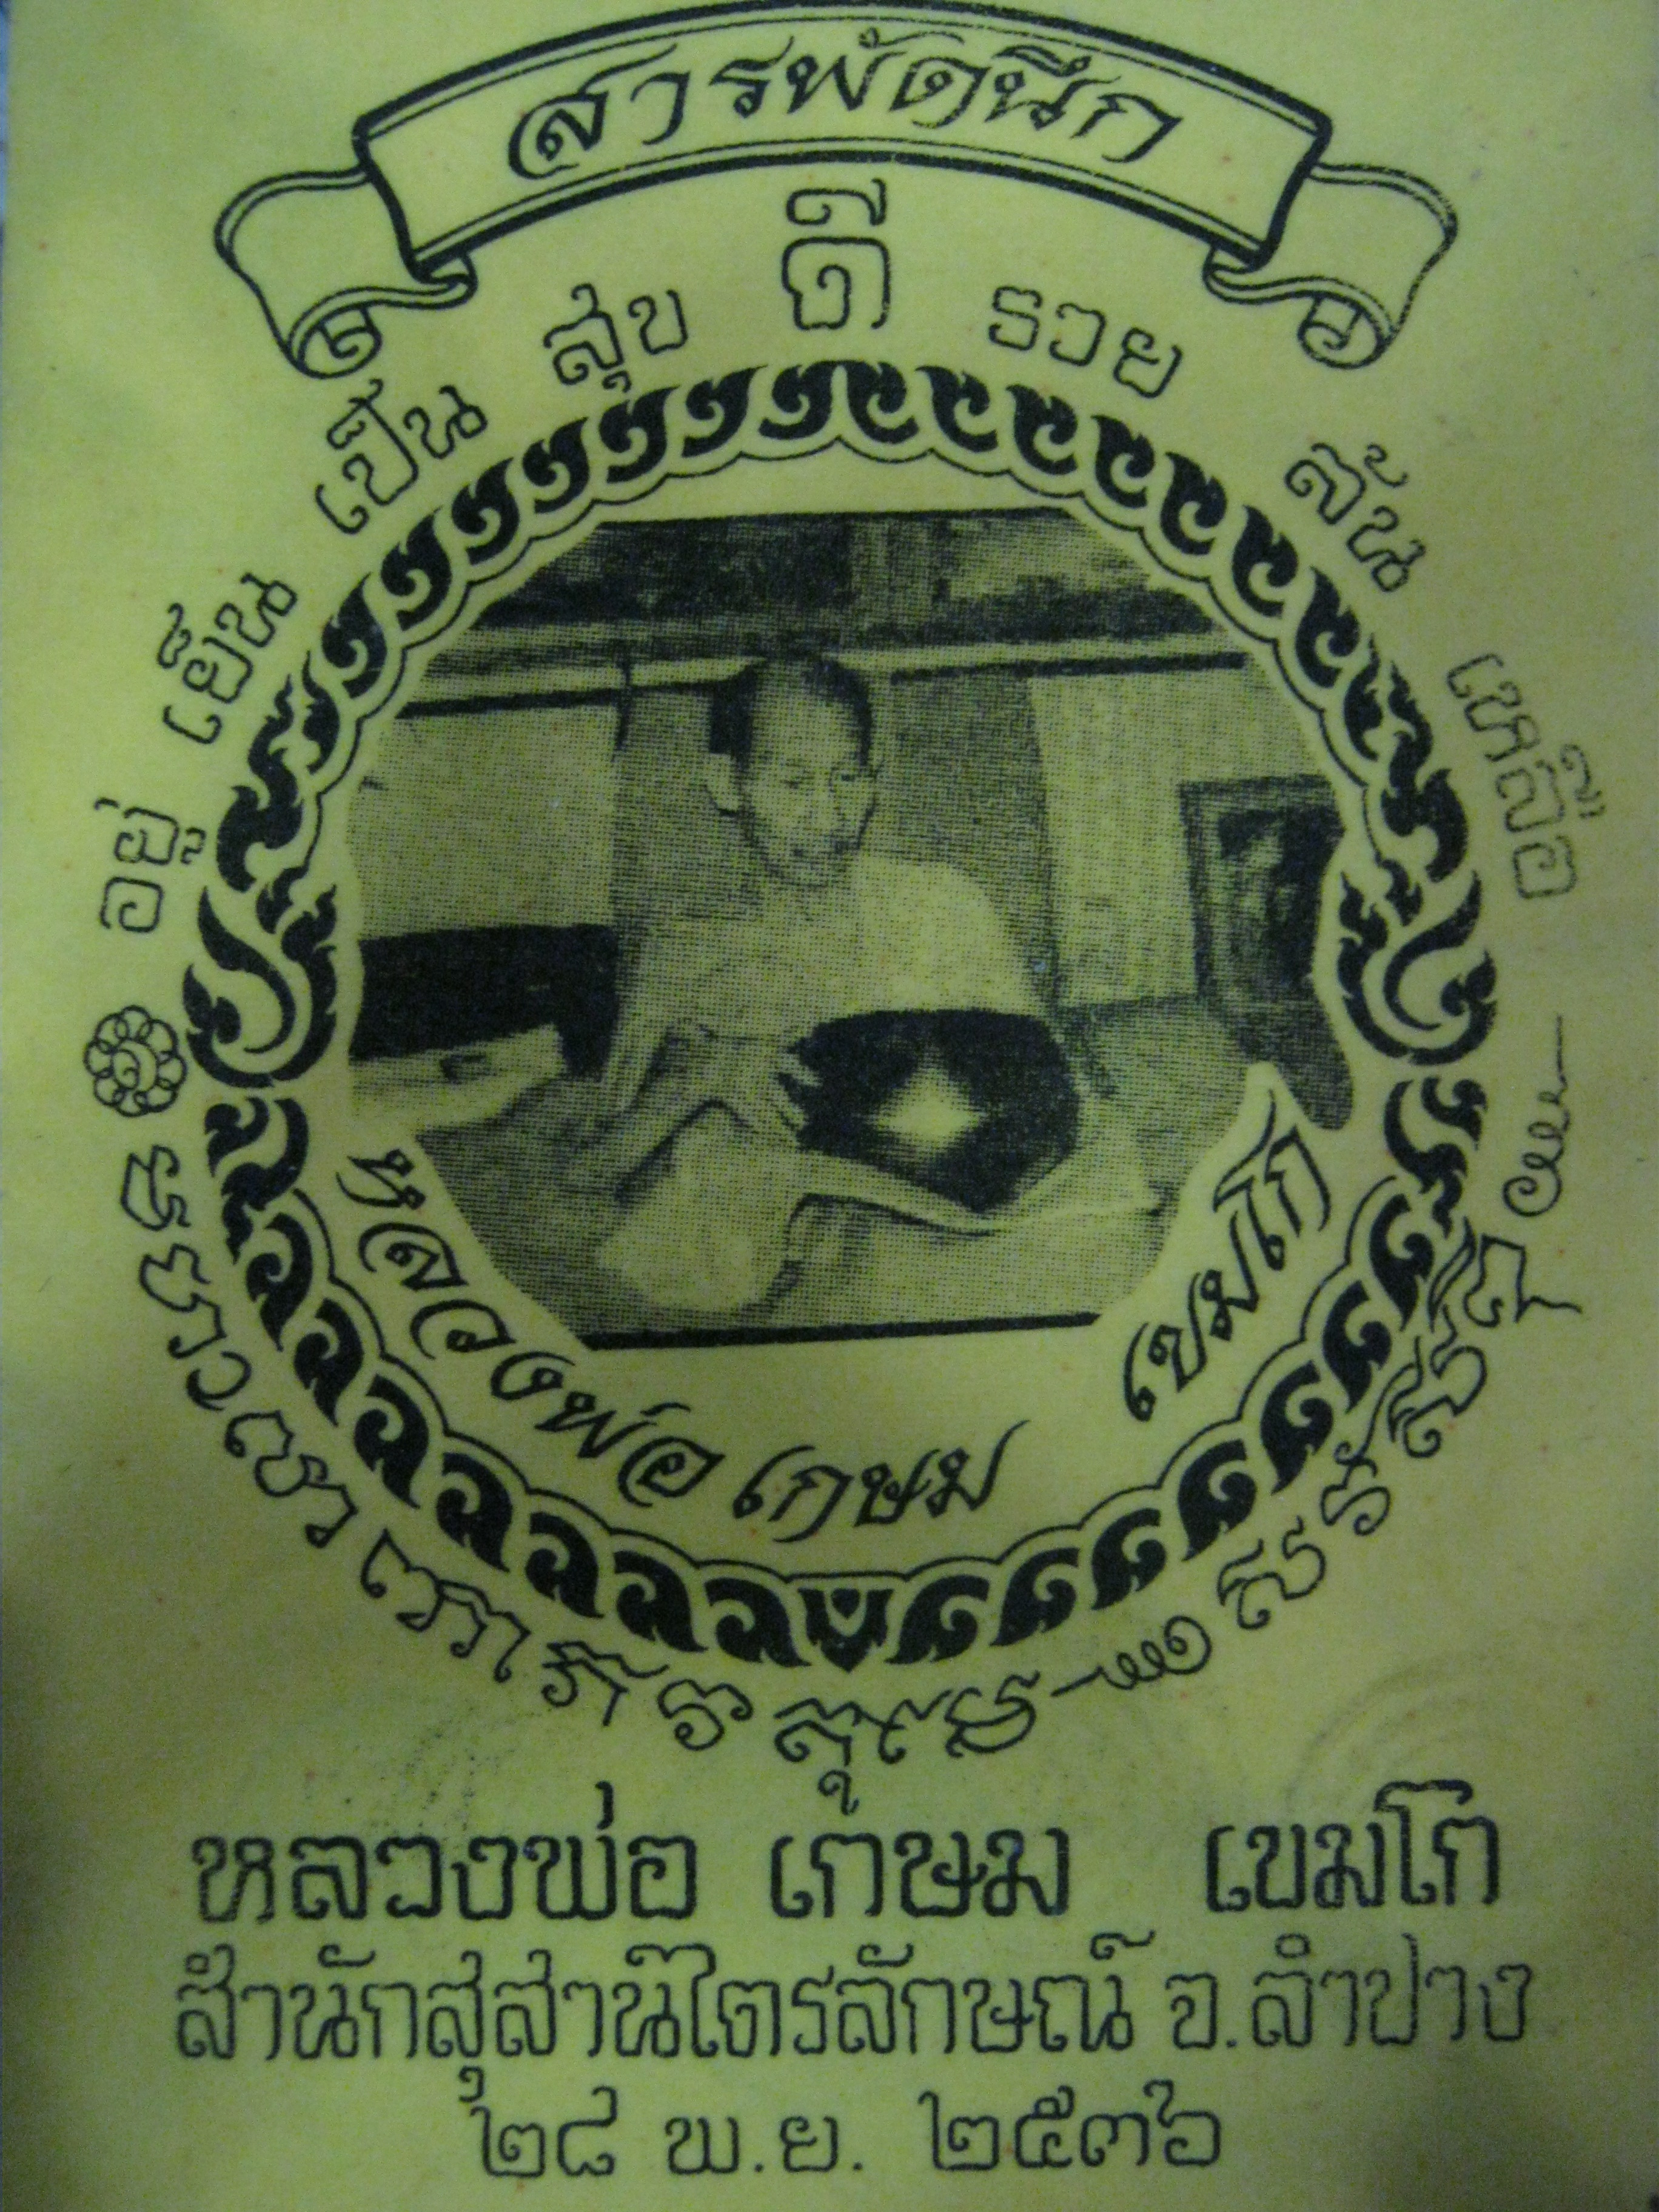 สารพัดนึก
อยู่ เย็น เป็น สุข ดี รวย ล้น เหลือ
หลวงพ่อ เกษม เขมโก
หลวงพ่อ เกษม เขมโก
สำนักสุสานไตรลักษณ์ จ.ลำปาง
๒๘ พ.ย. ๒๕๓๖